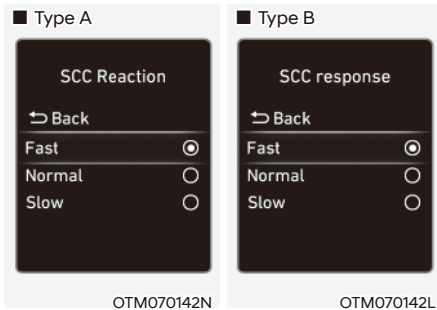 ■ Type A
SCC Reaction
Back
Fast
Normal
Slow
OTM070142N
■ Type B
SCC response
Back
Fast
Normal
Slow
OTM070142L